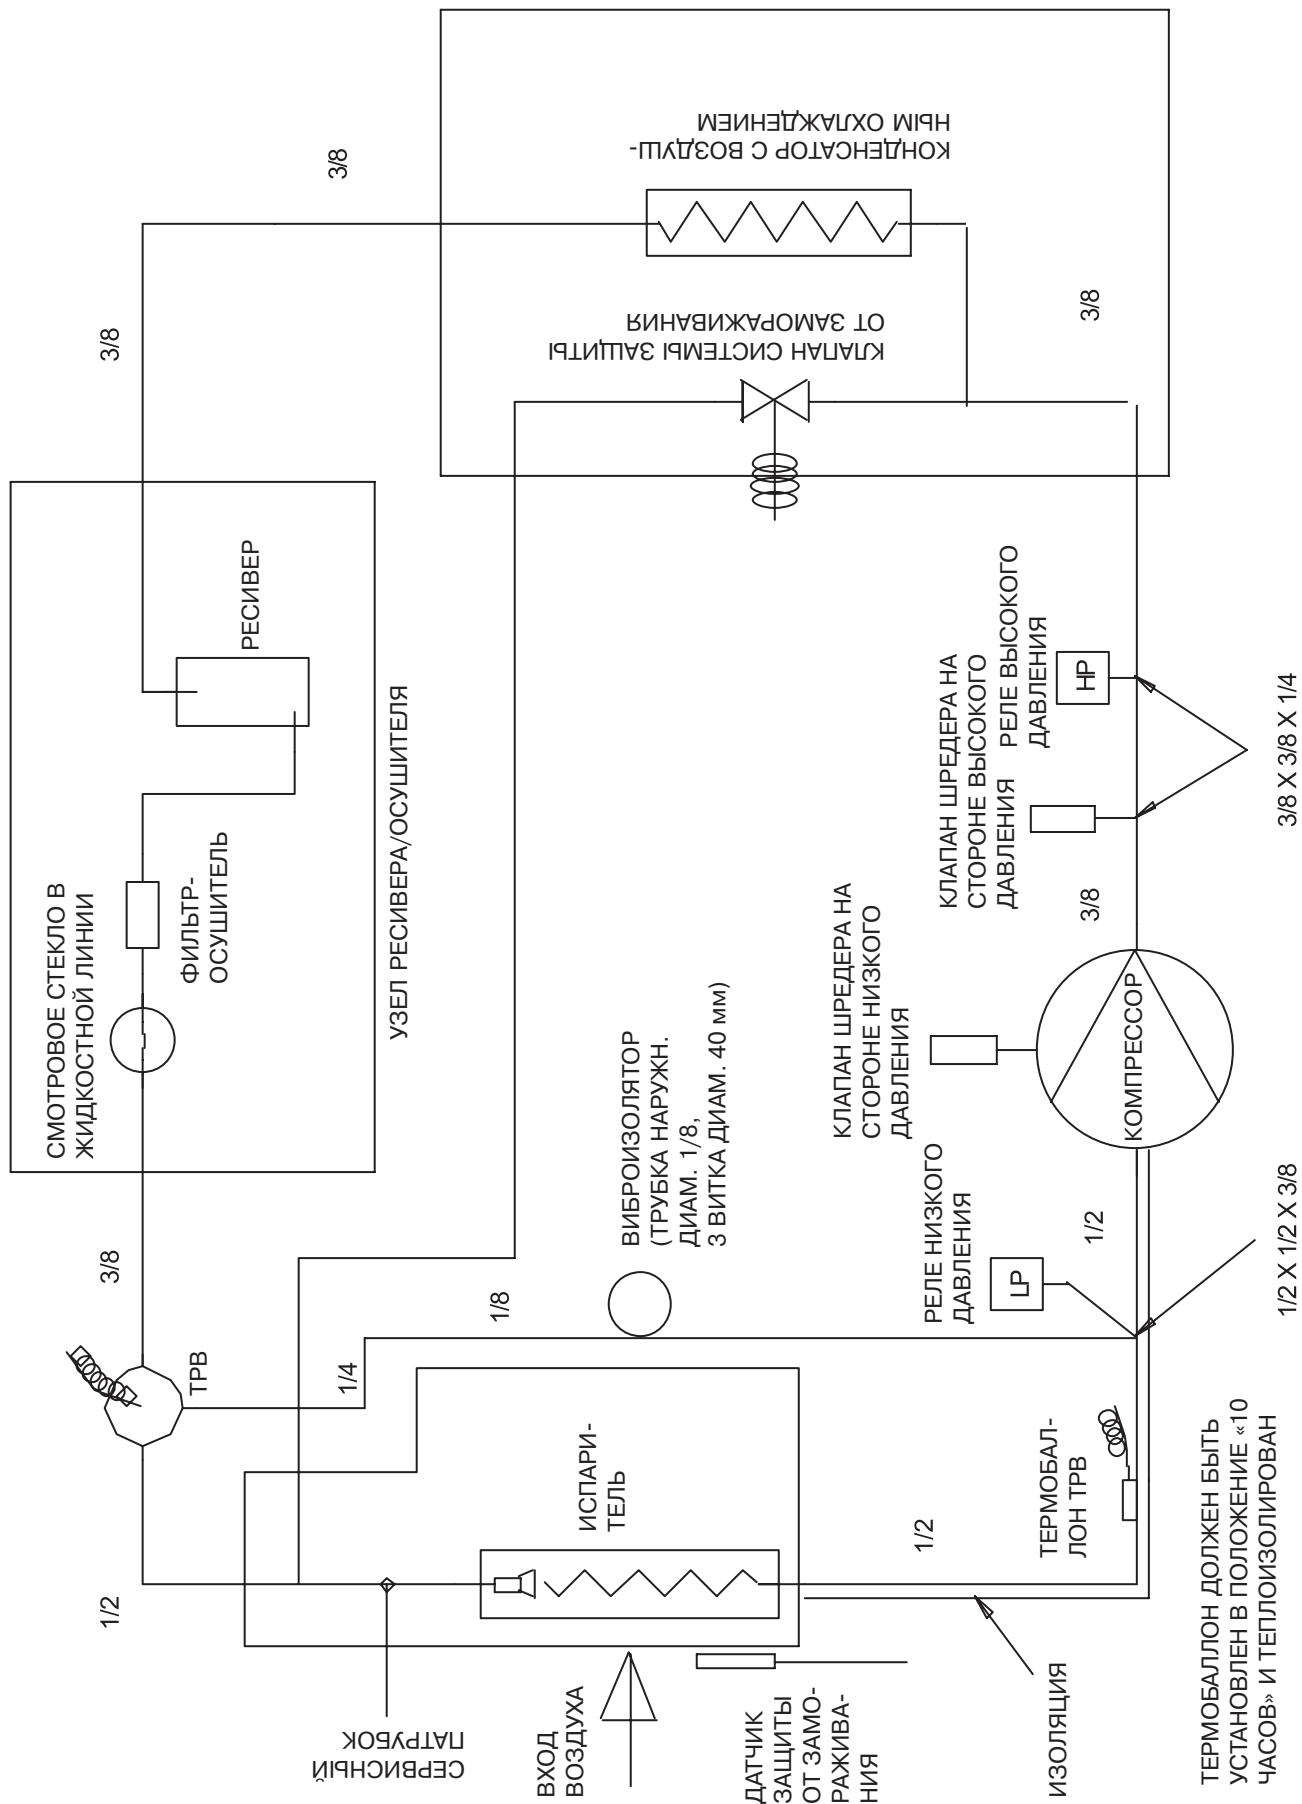 КОНДЕНСАТОР С ВОЗДУШ-
НЫМ ОХЛАЖДЕНИЕМ
3/8
КЛАПАН СИСТЕМЫ ЗАЩИТЫ
ОТ ЗАМОРАЖИВАНИЯ
3/8
3/8
РЕСИВЕР
УЗЕЛ РЕСИВЕРА/ОСУШИТЕЛЯ
СМОТРОВОЕ СТЕКЛО В
ЖИДКОСТНОЙ ЛИНИИ
ФИЛЬТР-
ОСУШИТЕЛЬ
КЛАПАН ШРЕДЕРА НА
СТОРОНЕ ВЫСОКОГО
ДАВЛЕНИЯ
РЕЛЕ ВЫСОКОГО
ДАВЛЕНИЯ
HP
3/8 X 3/8 X 1/4
3/8
КЛАПАН ШРЕДЕРА НА
СТОРОНЕ НИЗКОГО
ДАВЛЕНИЯ
КОМПРЕССОР
ВИБРОИЗОЛЯТОР
(ТРУБКА НАРУЖН.
ДИАМ. 1/8,
3 ВИТКА ДИАМ. 40 мм)
РЕЛЕ НИЗКОГО
ДАВЛЕНИЯ
LP
1/2
1/2 X 1/2 X 3/8
3/8
1/8
ТРВ
1/4
ИСПАРИ-
ТЕЛЬ
1/2
1/2
ТЕРМОБАЛ-
ЛОН ТРВ
ТЕРМОБАЛЛОН ДОЛЖЕН БЫТЬ
УСТАНОВЛЕН В ПОЛОЖЕНИЕ «10
ЧАСОВ» И ТЕПЛОИЗОЛИРОВАН
СЕРВИСНЫЙ
ПАТРУБОК
ВХОД
ВОЗДУХА
ДАТЧИК
ЗАЩИТЫ
ОТ ЗАМО-
РАЖИВА-
НИЯ
ИЗОЛЯЦИЯ